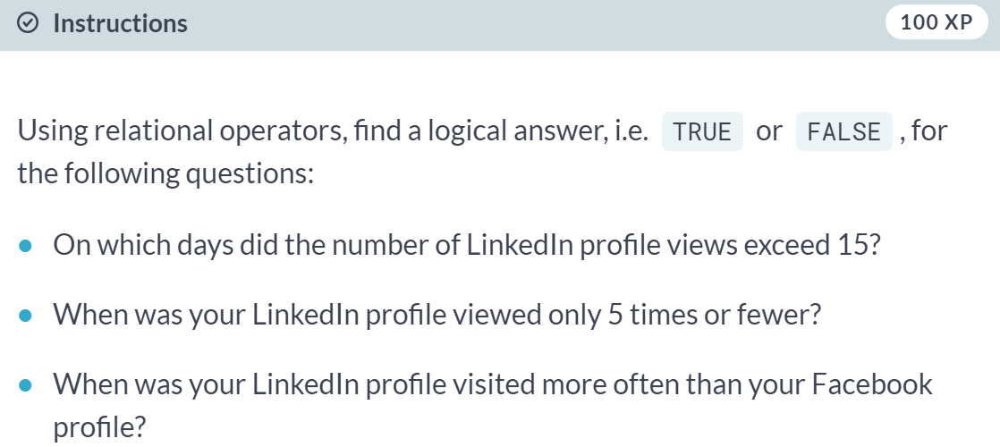 Instructions
100 XP
Using relational operators, find a logical answer, i.e. TRUE or FALSE , for
the following questions:
On which days did the number of LinkedIn profile views exceed 15?
When was your LinkedIn profile viewed only 5 times or fewer?
When was your LinkedIn profile visited more often than your Facebook
profile?